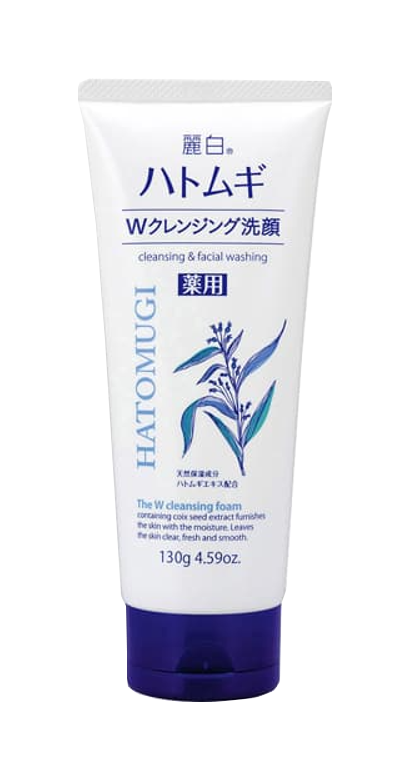 麗白®
ハトムギ
Wクレンジング洗顔
cleansing & facial washing
薬用
HATOMUGI
天然保湿成分
ハトムギエキス配合
The W cleansing foam
containing coix seed extract furnishes
the skin with the moisture. Leaves
the skin clear, fresh and smooth.
130g 4.59oz.